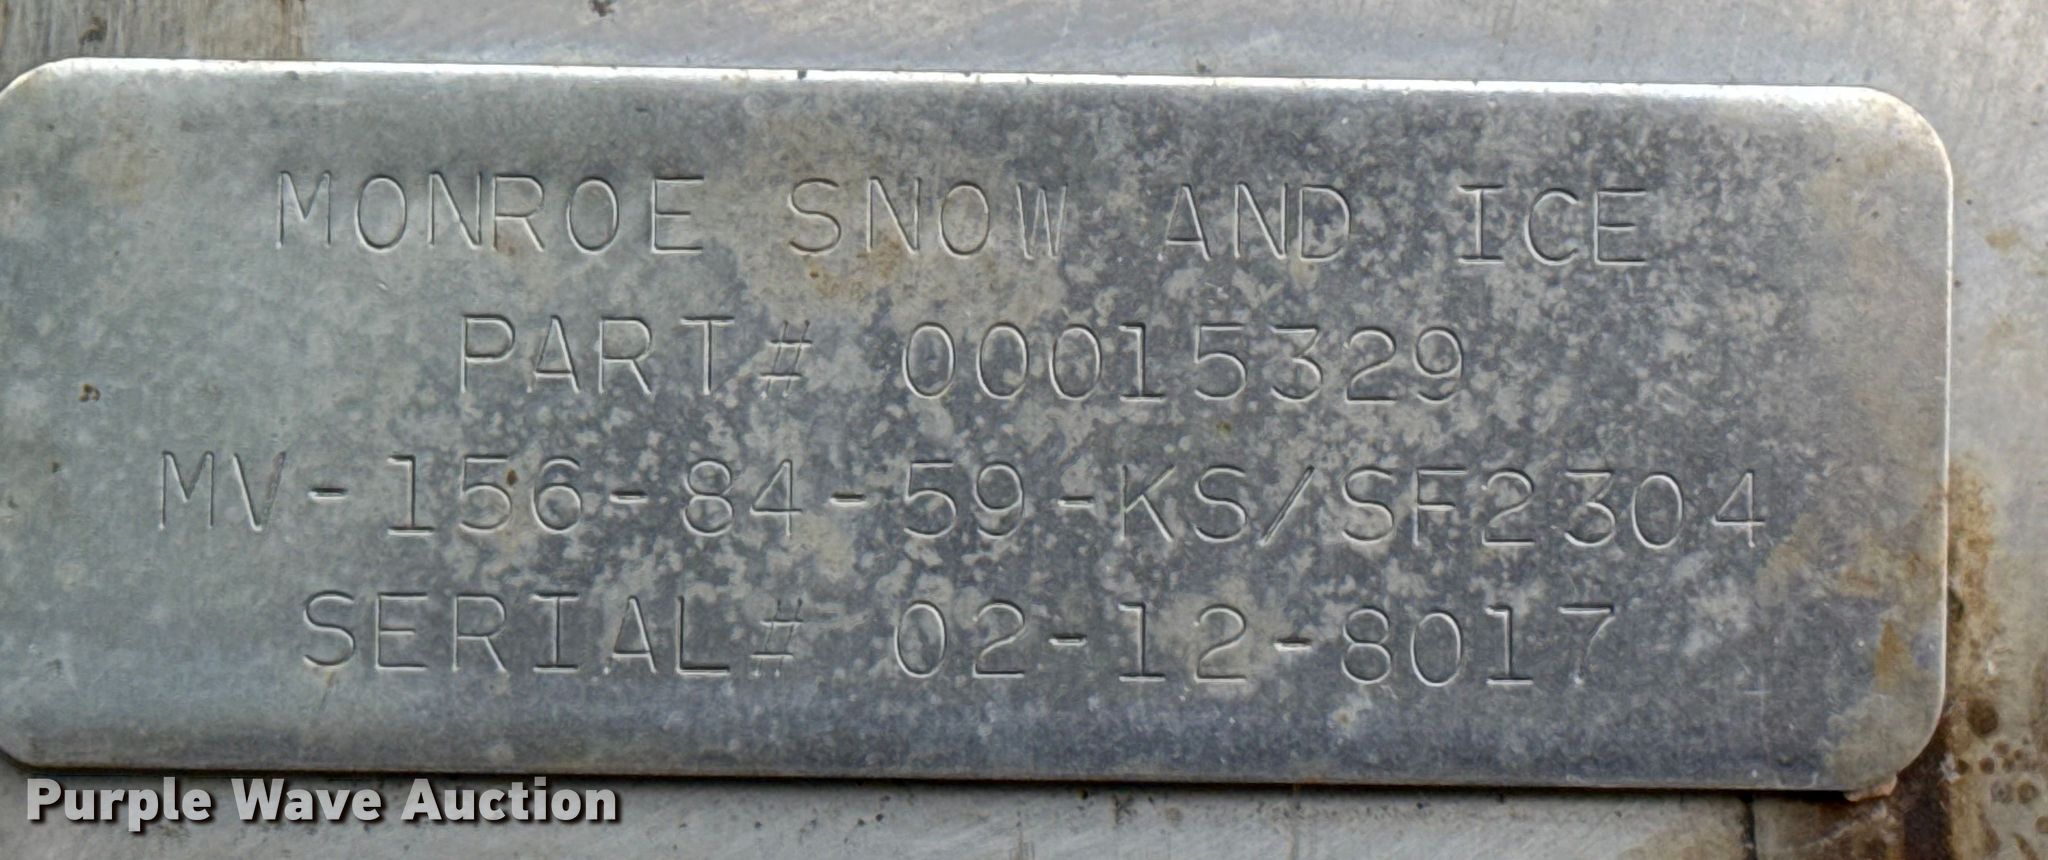 MONROE SNOW AND ICE
PART# 00015329
MV-156-84-59-KS/SF2304
SERIAL# 02-12-8017
Purple Wave Auction